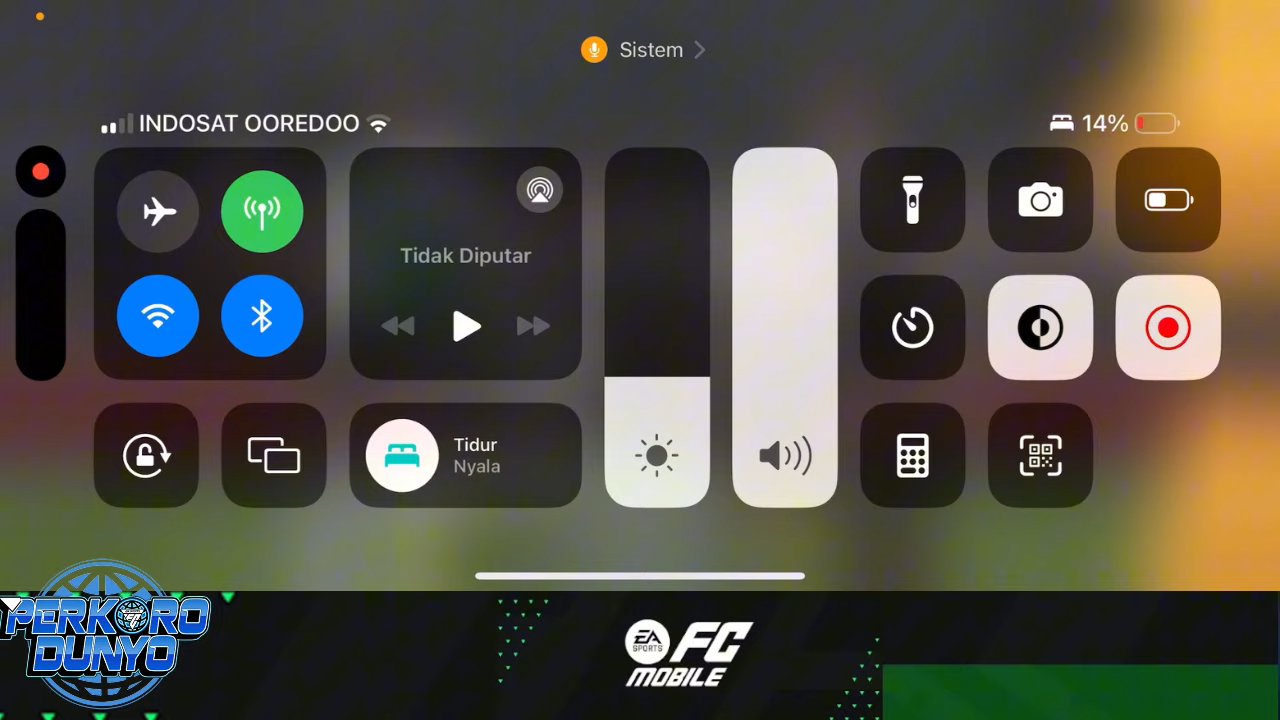 Sistem
INDOSAT OOREDOO
14%
Tidak Diputar
Tidur
Nyala
PERKORO
DUNYO
EA
SPORTS
FC
MOBILE